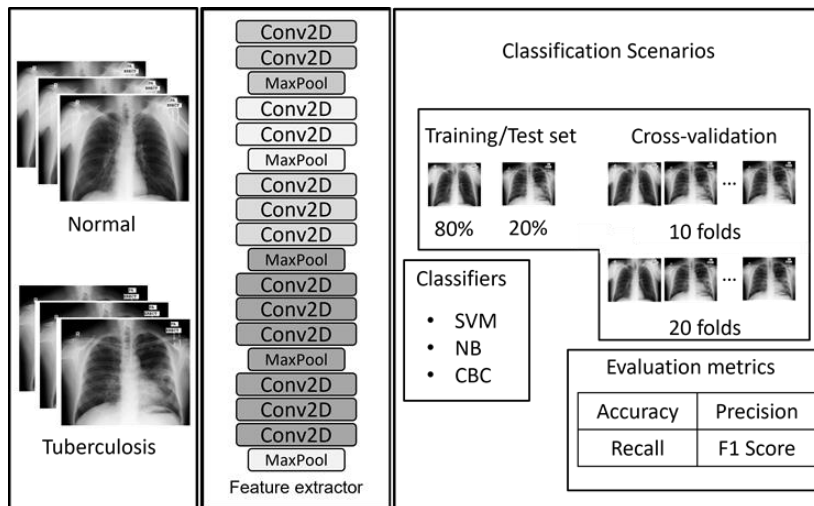 Normal
Tuberculosis
Conv2D
Conv2D
MaxPool
Conv2D
Conv2D
MaxPool
Conv2D
Conv2D
Conv2D
MaxPool
Conv2D
Conv2D
Conv2D
MaxPool
Conv2D
Conv2D
Conv2D
MaxPool
Feature extractor
Classification Scenarios
Training/Test set
80% 20%
Cross-validation
...
10 folds
...
20 folds
Classifiers
• SVM
• NB
• CBC
Evaluation metrics
Accuracy Precision
Recall F1 Score